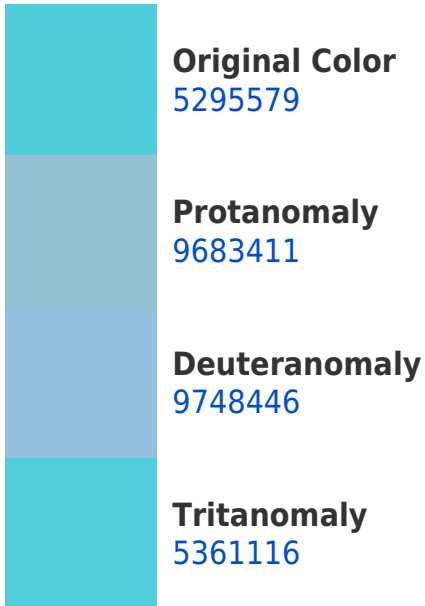 Original Color
5295579
Protanomaly
9683411
Deuteranomaly
9748446
Tritanomaly
5361116